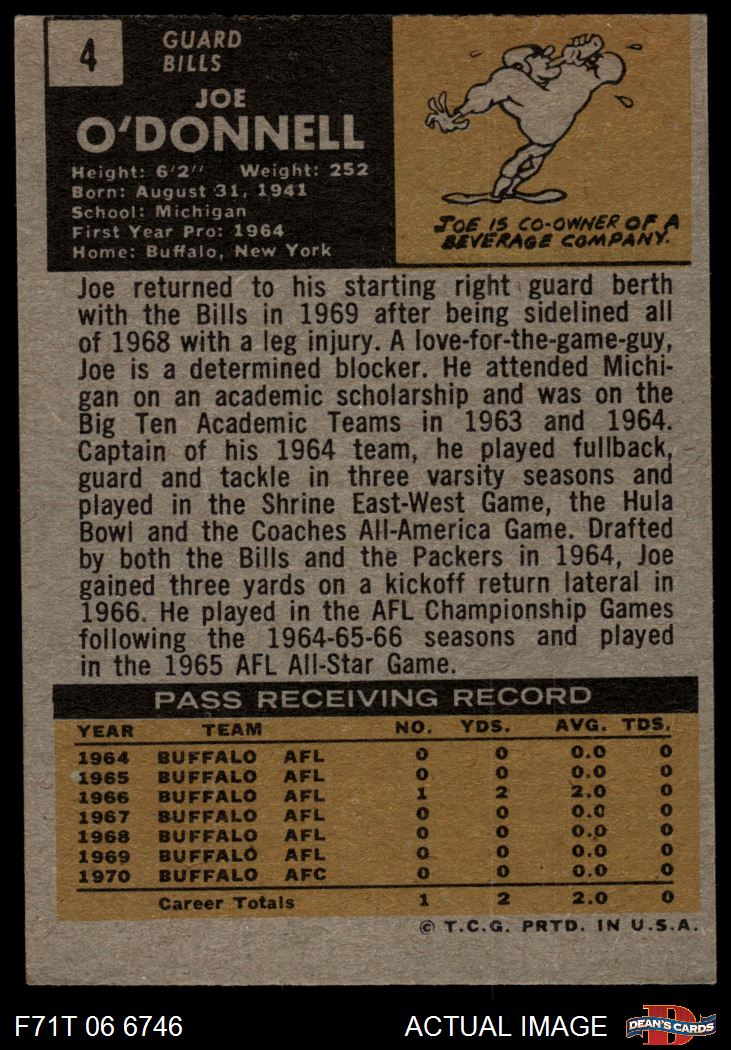 4
GUARD
BILLS
JOE
O'DONNELL
Height: 6'2'' Weight: 252
Born: August 31, 1941
School: Michigan
First Year Pro: 1964
Home: Buffalo, New York
JOE IS CO-OWNER OF A
BEVERAGE COMPANY.
Joe returned to his starting right guard berth
with the Bills in 1969 after being sidelined all
of 1968 with a leg injury. A love-for-the-game-guy,
Joe is a determined blocker. He attended Michi-
gan on an academic scholarship and was on the
Big Ten Academic Teams in 1963 and 1964.
Captain of his 1964 team, he played fullback,
guard and tackle in three varsity seasons and
played in the Shrine East-West Game, the Hula
Bowl and the Coaches All-America Game. Drafted
by both the Bills and the Packers in 1964, Joe
gained three yards on a kickoff return lateral in
1966. He played in the AFL Championship Games
following the 1964-65-66 seasons and played
in the 1965 AFL All-Star Game.
PASS RECEIVING RECORD
YEAR TEAM NO. YDS. AVG. TDS.
1964 BUFFALO AFL 0 0 0.0 0
1965 BUFFALO AFL 0 0 0.0 0
1966 BUFFALO AFL 1 2 2.0 0
1967 BUFFALO AFL 0 0 0.0 0
1968 BUFFALO AFL 0 0 0.0 0
1969 BUFFALO AFL 0 0 0.0 0
1970 BUFFALO AFC 0 0 0.0 0
Career Totals 1 2 2.0 0
© T.C.G. PRTD. IN U.S.A.
F71T 06 6746 ACTUAL IMAGE
D
DEAN'S CARDS